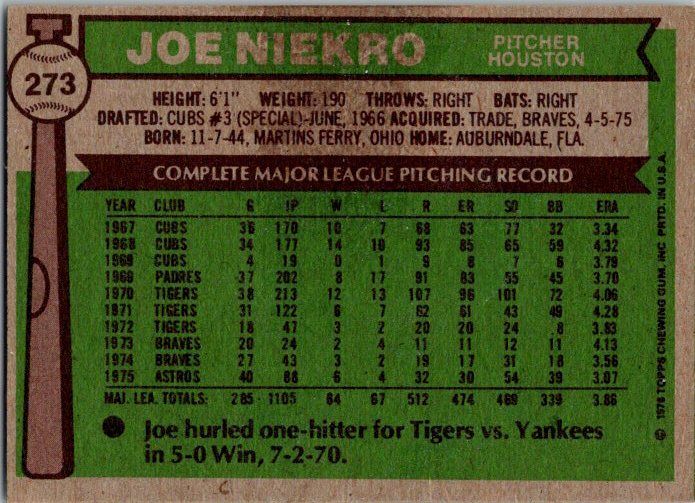 JOE NIEKRO
PITCHER
HOUSTON
273
HEIGHT: 6'1" WEIGHT: 190 THROWS: RIGHT BATS: RIGHT
DRAFTED: CUBS #3 (SPECIAL)-JUNE, 1966 ACQUIRED: TRADE, BRAVES, 4-5-75
BORN: 11-7-44, MARTINS FERRY, OHIO HOME: AUBURNDALE, FLA.
COMPLETE MAJOR LEAGUE PITCHING RECORD
YEAR CLUB G IP W L R ER SO BB ERA
1967 CUBS 36 170 10 7 68 63 77 32 3.34
1968 CUBS 34 177 14 10 93 85 65 59 4.32
1969 CUBS 4 19 0 1 9 8 7 6 3.79
1969 PADRES 37 202 8 17 91 83 55 45 3.70
1970 TIGERS 38 213 12 13 107 96 101 72 4.06
1971 TIGERS 31 122 6 7 62 61 43 49 4.28
1972 TIGERS 18 47 3 2 20 20 24 8 3.83
1973 BRAVES 20 24 2 4 11 11 12 11 4.13
1974 BRAVES 27 43 3 2 19 17 31 18 3.56
1975 ASTROS 40 88 6 4 32 30 54 39 3.07
MAJ. LEA. TOTALS: 285 1105 64 67 512 474 469 339 3.86
Joe hurled one-hitter for Tigers vs. Yankees
in 5-0 Win, 7-2-70.
© 1976 TOPPS CHEWING GUM, INC. PRTD. IN U.S.A.